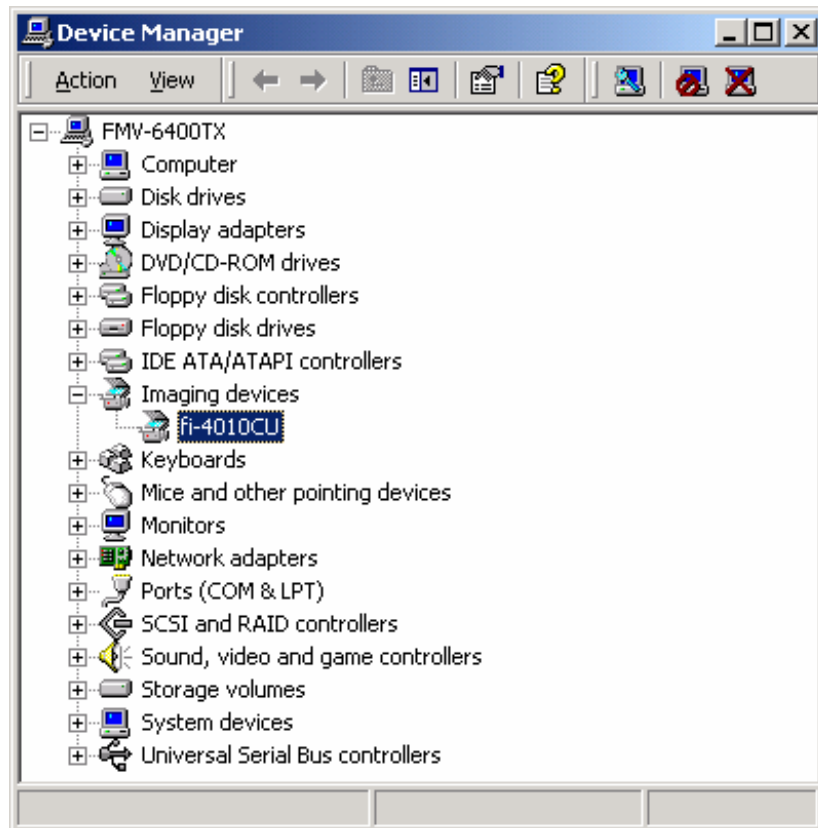 Device Manager
Action View
FMV-6400TX
Computer
Disk drives
Display adapters
DVD/CD-ROM drives
Floppy disk controllers
Floppy disk drives
IDE ATA/ATAPI controllers
Imaging devices
fi-4010CU
Keyboards
Mice and other pointing devices
Monitors
Network adapters
Ports (COM & LPT)
SCSI and RAID controllers
Sound, video and game controllers
Storage volumes
System devices
Universal Serial Bus controllers